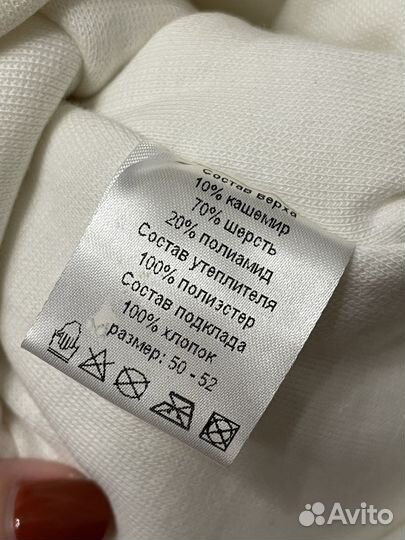 Состав верха
10% кашемир
70% шерсть
20% полиамид
Состав утеплителя
100% полиэстер
Состав подклада
100% хлопок
размер: 50 - 52
Avito